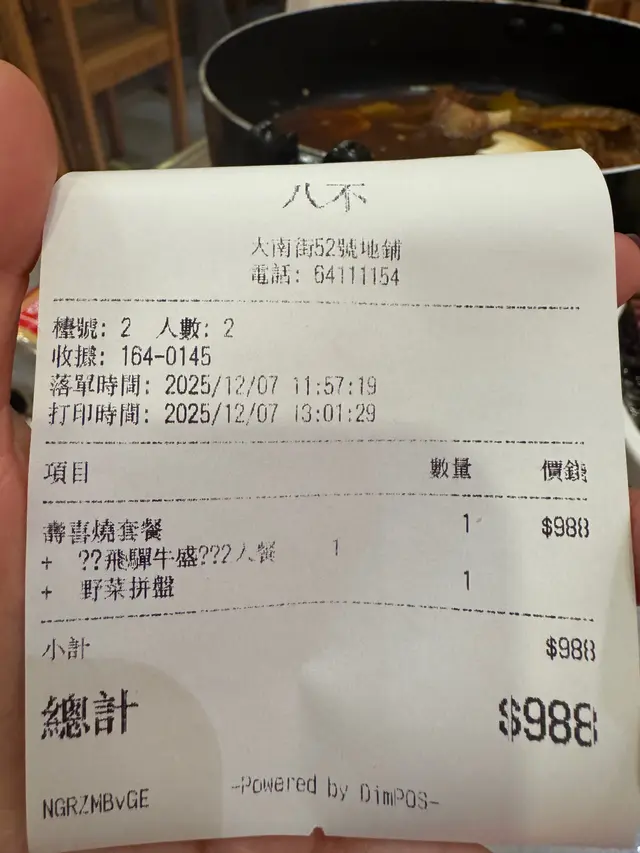 八不
大南街52號地鋪
電話: 64111154
檯號: 2 人數: 2
收據: 164-0145
落單時間: 2025/12/07 11:57:19
打印時間: 2025/12/07 13:01:29
項目 數量 價錢
壽喜燒套餐 1 $988
+ ??飛驒牛盛???2人餐 1
+ 野菜拼盤 1
小計 $988
總計 $988
NGRZMBvGE -Powered by DimPOS-